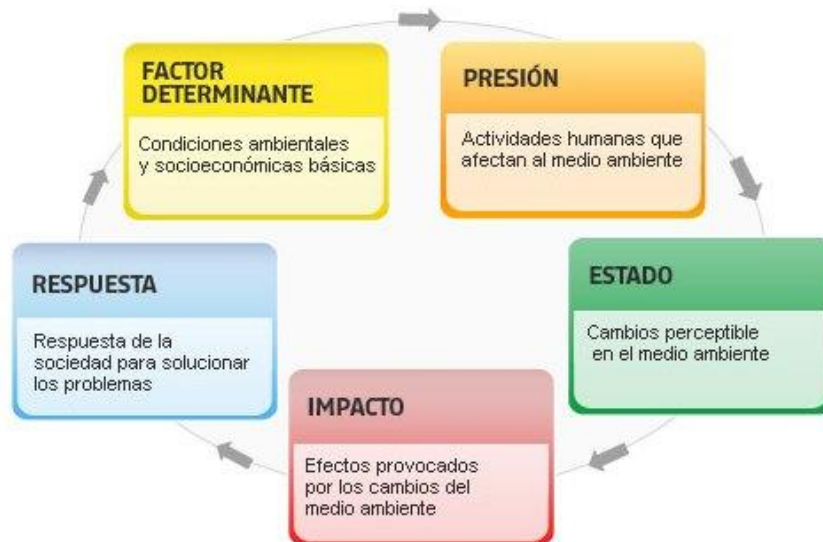 FACTOR
DETERMINANTE
Condiciones ambientales
y socioeconómicas básicas
PRESIÓN
Actividades humanas que
afectan al medio ambiente
ESTADO
Cambios perceptible
en el medio ambiente
IMPACTO
Efectos provocados
por los cambios del
medio ambiente
RESPUESTA
Respuesta de la
sociedad para solucionar
los problemas